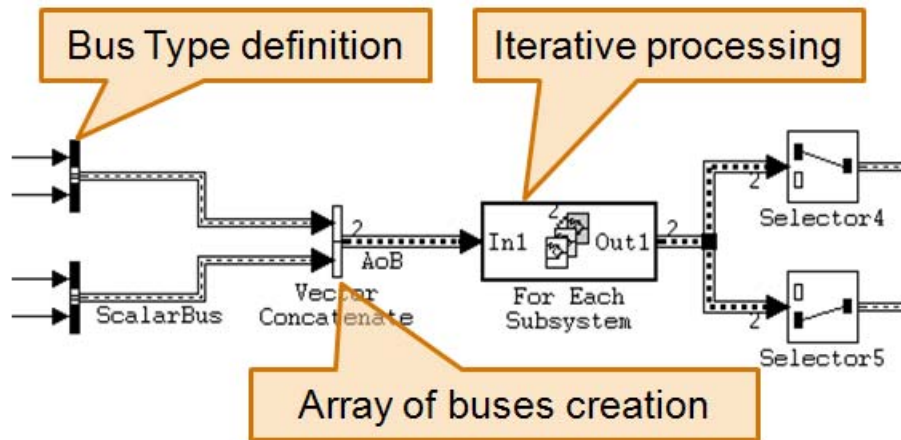 Bus Type definition
Iterative processing
2
Selector4
2
AoB
In1
2
Out1
2
ScalarBus
Vector
Concatenate
For Each
Subsystem
2
Selector5
Array of buses creation